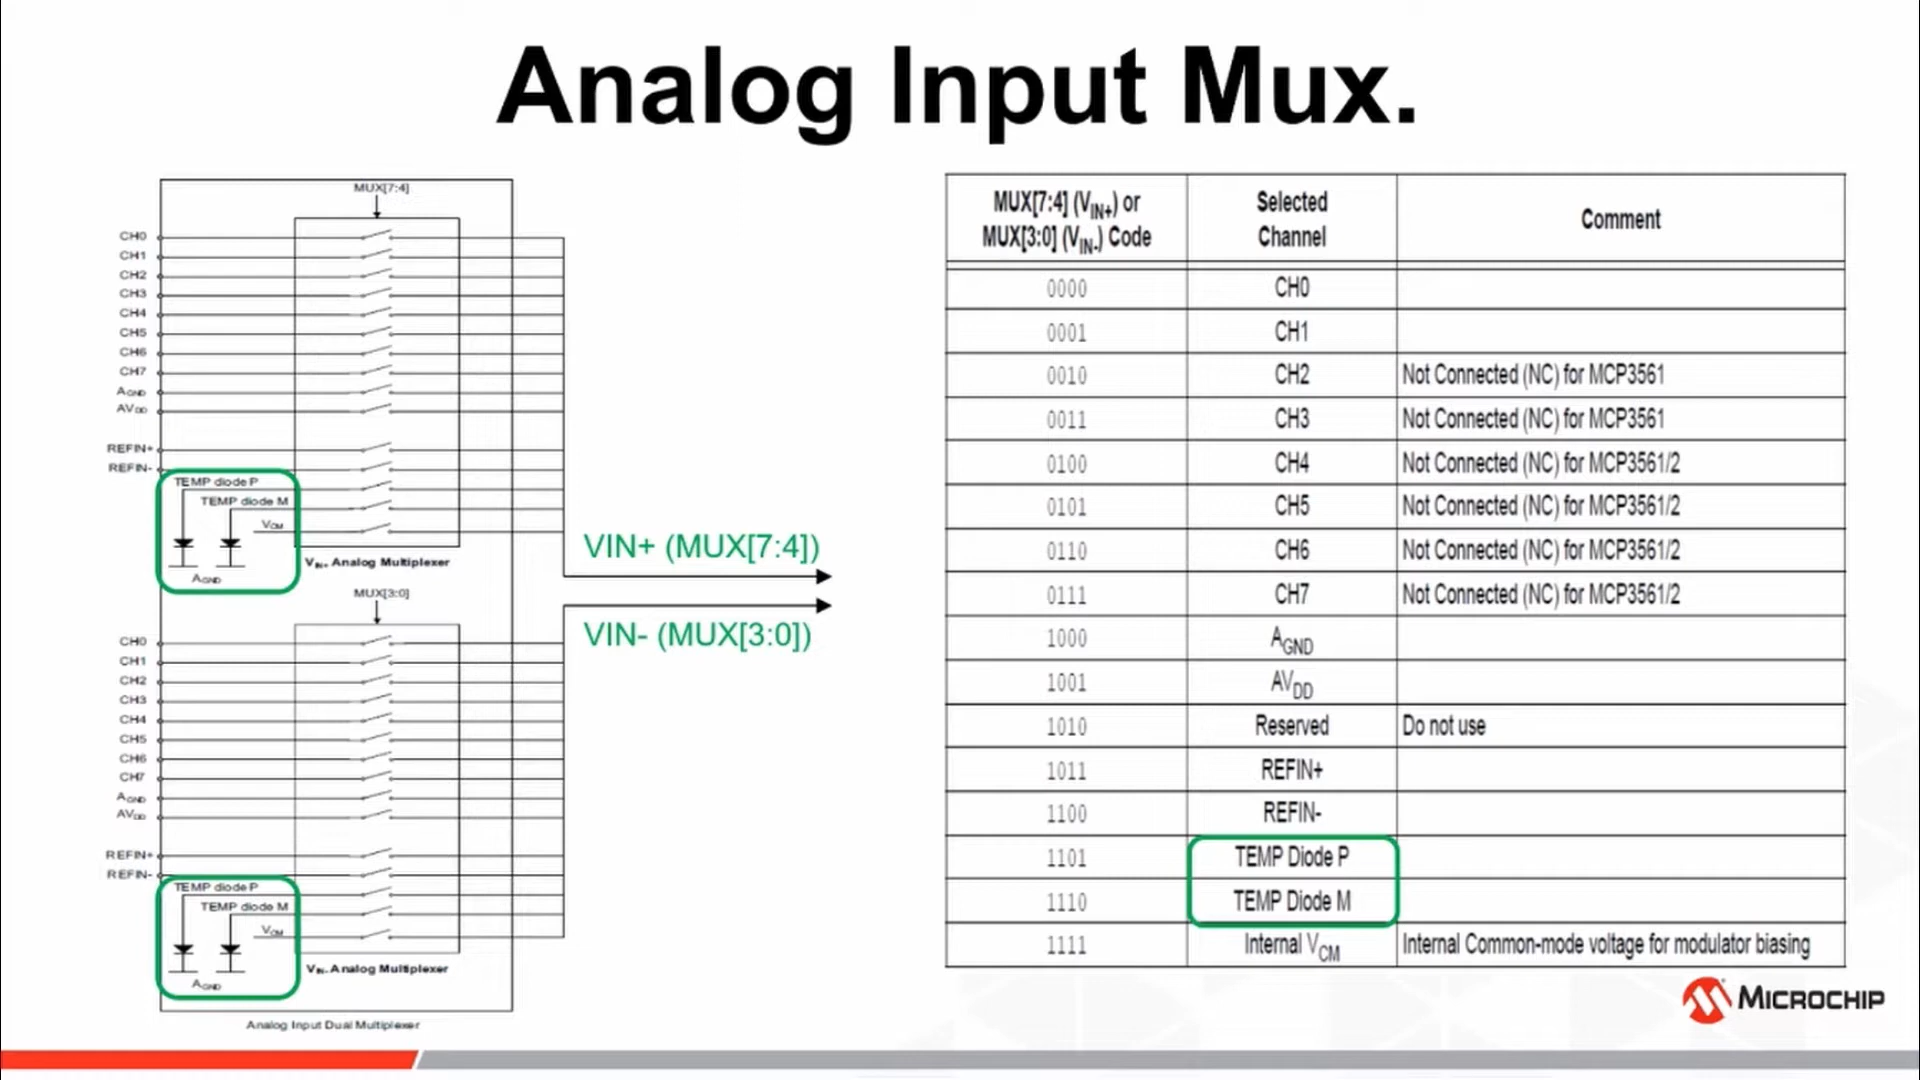 Analog Input Mux.
MUX[7:4]
CH0
CH1
CH2
CH3
CH4
CH5
CH6
CH7
AGND
AVDD
REFIN+
REFIN-
TEMP diode P
TEMP diode M
VCM
AGND
VIN+ Analog Multiplexer
MUX[3:0]
CH0
CH1
CH2
CH3
CH4
CH5
CH6
CH7
AGND
AVDD
REFIN+
REFIN-
TEMP diode P
TEMP diode M
VCM
AGND
VIN- Analog Multiplexer
Analog Input Dual Multiplexer
VIN+ (MUX[7:4])
VIN- (MUX[3:0])
MUX[7:4] (VIN+) or
MUX[3:0] (VIN-) Code
Selected
Channel
Comment
0000 CH0
0001 CH1
0010 CH2 Not Connected (NC) for MCP3561
0011 CH3 Not Connected (NC) for MCP3561
0100 CH4 Not Connected (NC) for MCP3561/2
0101 CH5 Not Connected (NC) for MCP3561/2
0110 CH6 Not Connected (NC) for MCP3561/2
0111 CH7 Not Connected (NC) for MCP3561/2
1000 AGND
1001 AVDD
1010 Reserved Do not use
1011 REFIN+
1100 REFIN-
1101 TEMP Diode P
1110 TEMP Diode M
1111 Internal VCM Internal Common-mode voltage for modulator biasing
MICROCHIP